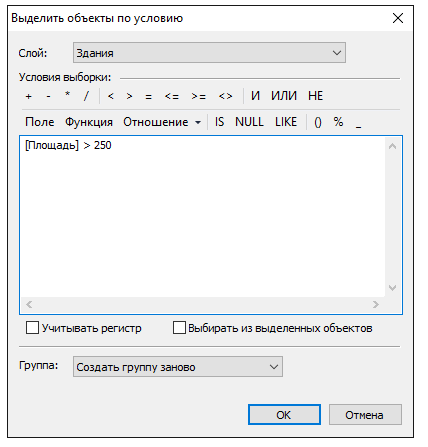 Выделить объекты по условию
Слой: Здания
Условия выборки:
+ - * / < > = <= >= <> И ИЛИ НЕ
Поле Функция Отношение IS NULL LIKE () % _
[Площадь] > 250
Учитывать регистр Выбирать из выделенных объектов
Группа: Создать группу заново
OK Отмена